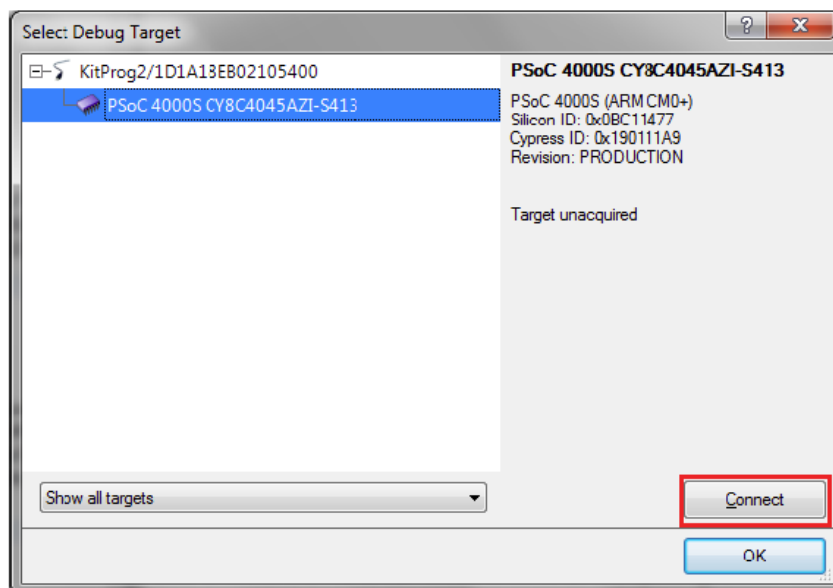 Select Debug Target
KitProg2/1D1A13EB02105400
PSoC 4000S CY8C4045AZI-S413
PSoC 4000S CY8C4045AZI-S413
PSoC 4000S (ARM CM0+)
Silicon ID: 0x0BC11477
Cypress ID: 0x190111A9
Revision: PRODUCTION
Target unacquired
Show all targets
Connect
OK